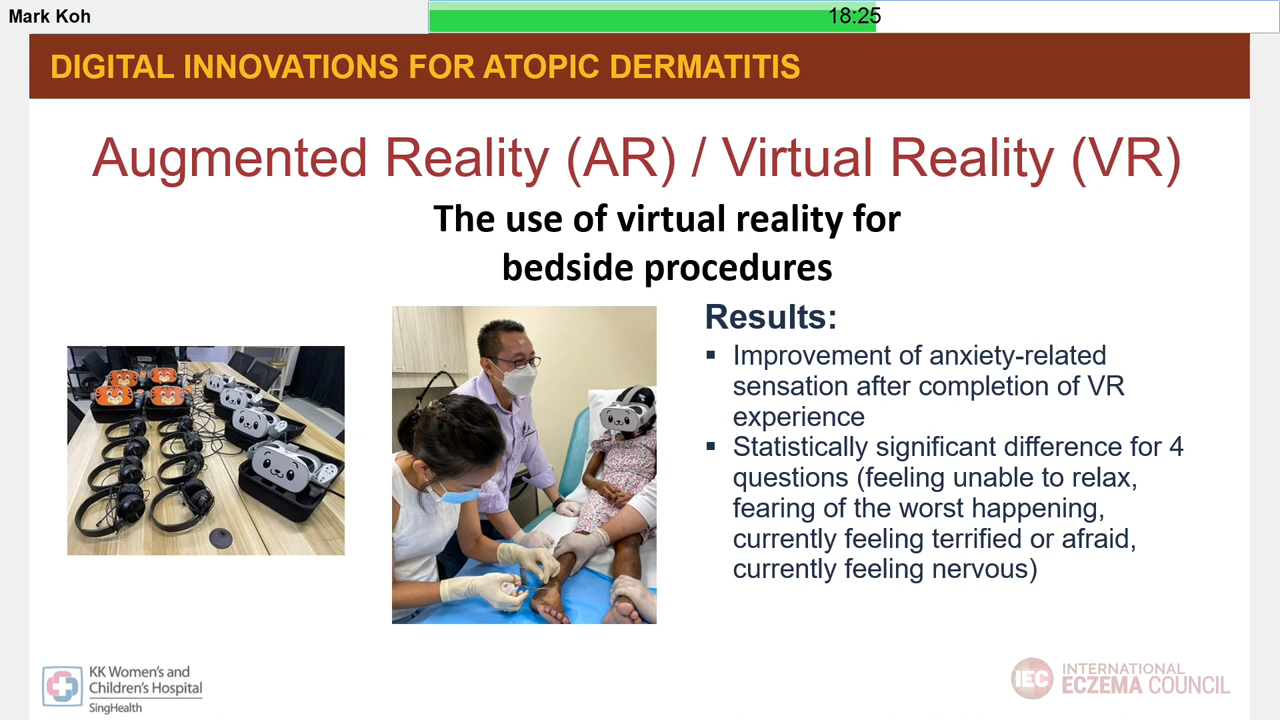 Mark Koh
18:25
DIGITAL INNOVATIONS FOR ATOPIC DERMATITIS
Augmented Reality (AR) / Virtual Reality (VR)
The use of virtual reality for
bedside procedures
Results:
▪ Improvement of anxiety-related
sensation after completion of VR
experience
▪ Statistically significant difference for 4
questions (feeling unable to relax,
fearing of the worst happening,
currently feeling terrified or afraid,
currently feeling nervous)
KK Women's and
Children's Hospital
SingHealth
IEC
INTERNATIONAL
ECZEMA COUNCIL